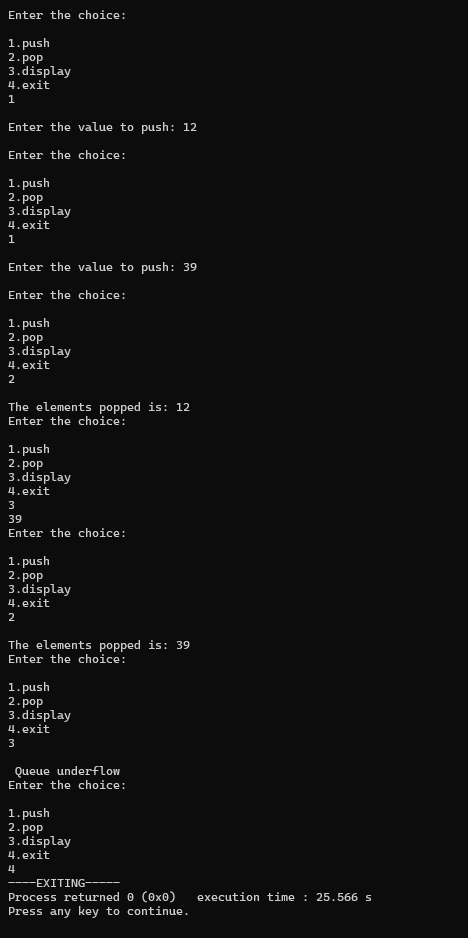 Enter the choice:
1.push
2.pop
3.display
4.exit
1
Enter the value to push: 12
Enter the choice:
1.push
2.pop
3.display
4.exit
1
Enter the value to push: 39
Enter the choice:
1.push
2.pop
3.display
4.exit
2
The elements popped is: 12
Enter the choice:
1.push
2.pop
3.display
4.exit
3
39
Enter the choice:
1.push
2.pop
3.display
4.exit
2
The elements popped is: 39
Enter the choice:
1.push
2.pop
3.display
4.exit
3
Queue underflow
Enter the choice:
1.push
2.pop
3.display
4.exit
4
----EXITING-----
Process returned 0 (0x0)   execution time : 25.566 s
Press any key to continue.